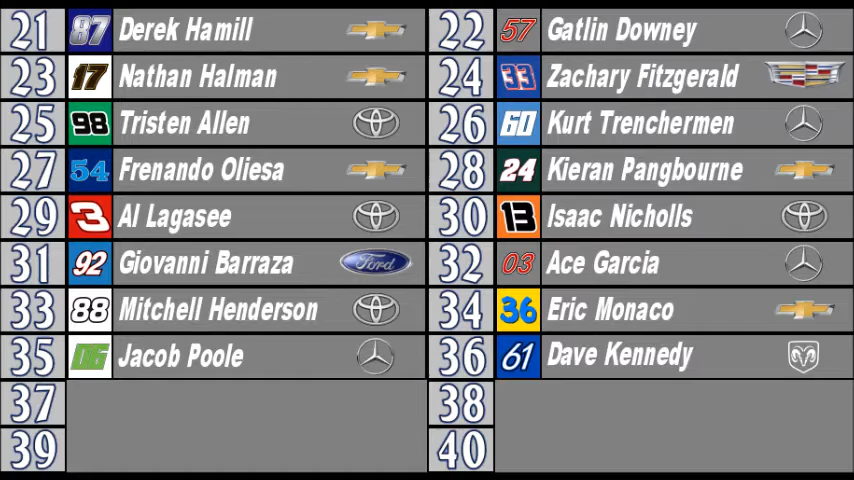 21 87 Derek Hamill
22 57 Gatlin Downey
23 17 Nathan Halman
24 33 Zachary Fitzgerald
25 98 Tristen Allen
26 60 Kurt Trenchermen
27 54 Frenando Oliesa
28 24 Kieran Pangbourne
29 3 Al Lagasee
30 13 Isaac Nicholls
31 92 Giovanni Barraza Ford
32 03 Ace Garcia
33 88 Mitchell Henderson
34 36 Eric Monaco
35 06 Jacob Poole
36 61 Dave Kennedy
37
38
39
40